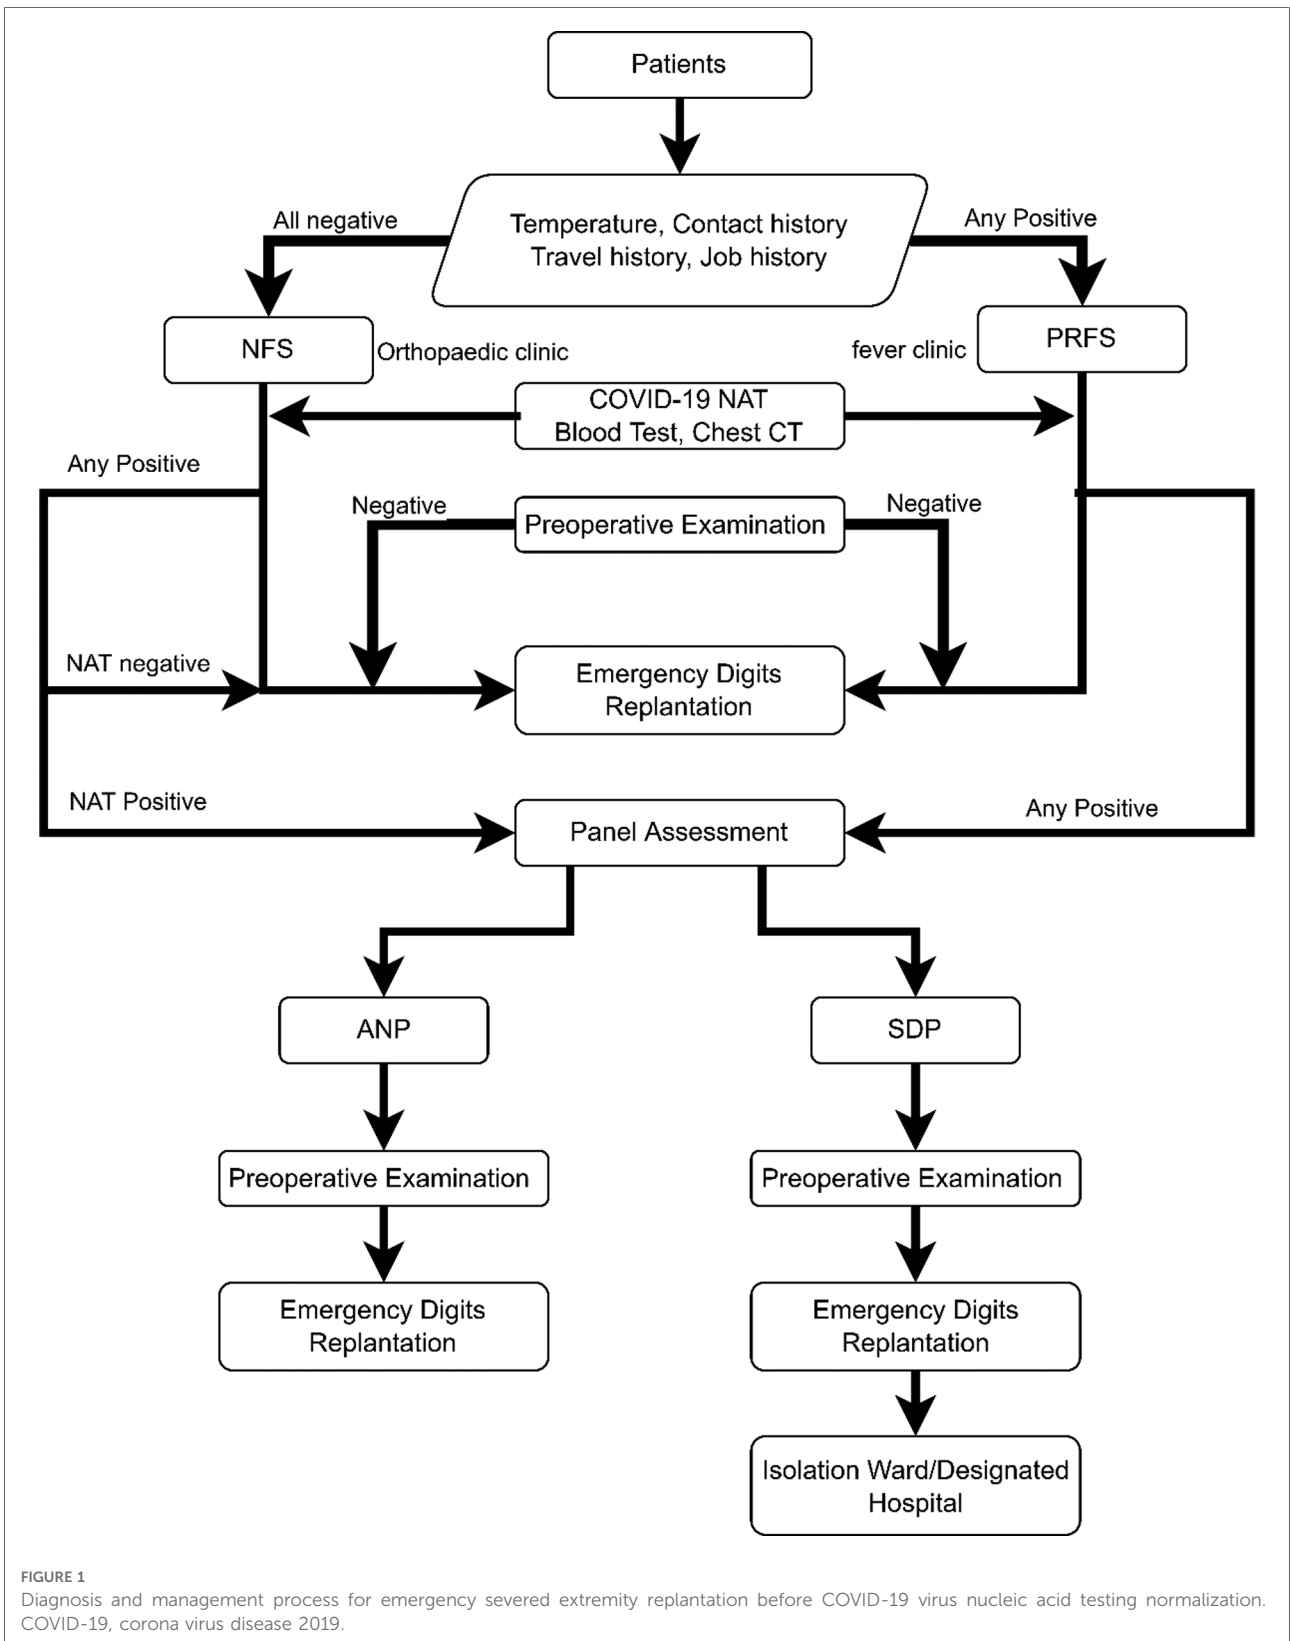 Patients
Temperature, Contact history
Travel history, Job history
All negative
Any Positive
NFS
Orthopaedic clinic
fever clinic
PRFS
COVID-19 NAT
Blood Test, Chest CT
Any Positive
Negative
Preoperative Examination
Negative
NAT negative
Emergency Digits
Replantation
NAT Positive
Panel Assessment
Any Positive
ANP
SDP
Preoperative Examination
Preoperative Examination
Emergency Digits
Replantation
Emergency Digits
Replantation
Isolation Ward/Designated
Hospital
FIGURE 1
Diagnosis and management process for emergency severed extremity replantation before COVID-19 virus nucleic acid testing normalization.
COVID-19, corona virus disease 2019.